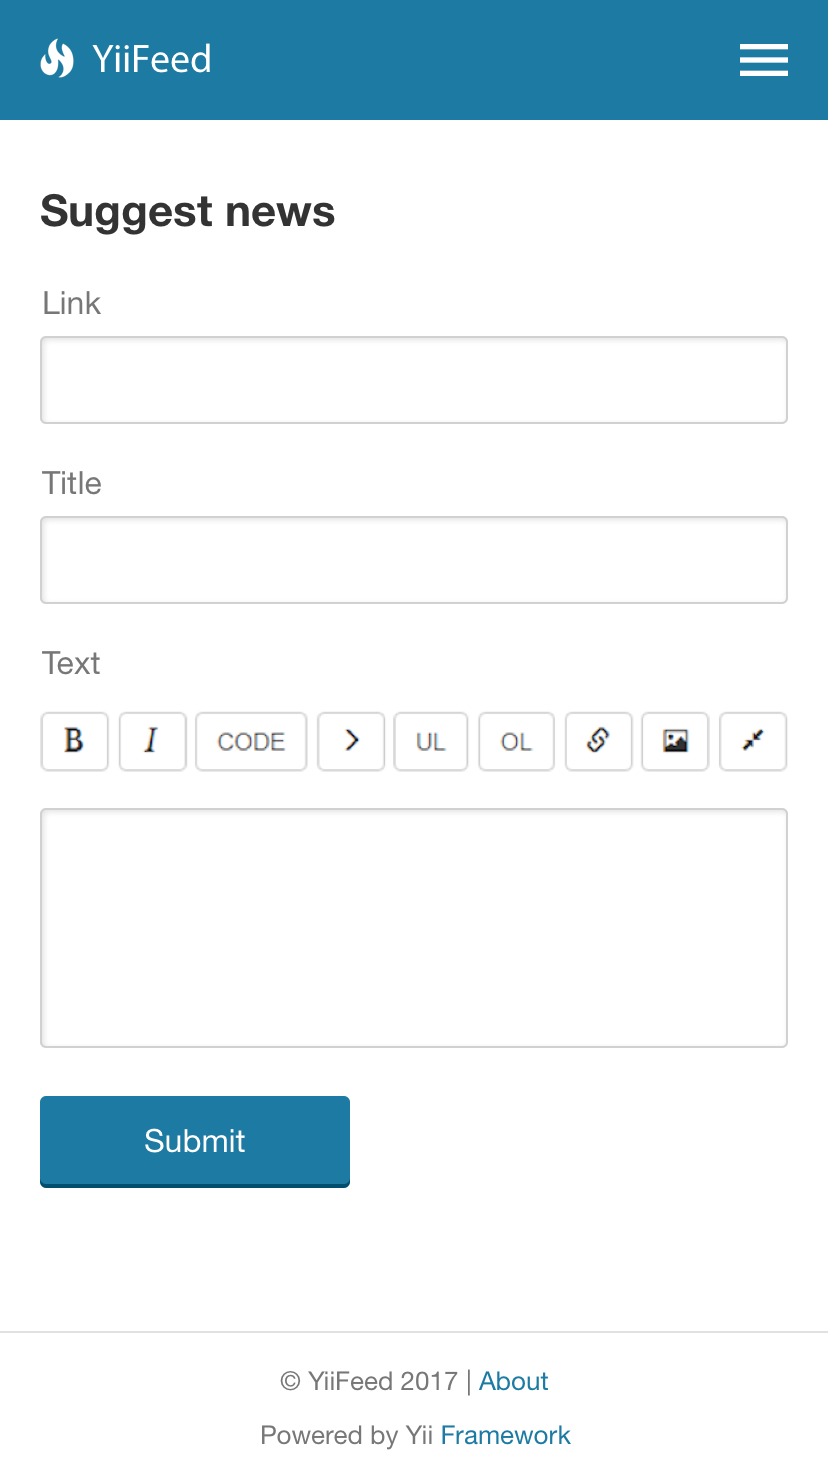 YiiFeed
Suggest news
Link
Title
Text
B I CODE > UL OL
Submit
© YiiFeed 2017 | About
Powered by Yii Framework